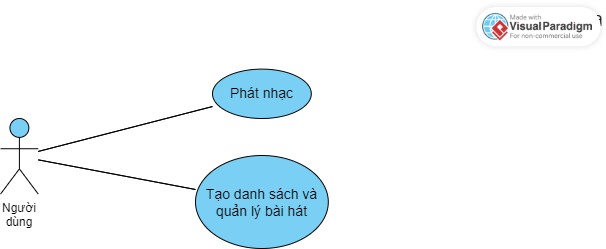 Made with
Visual Paradigm
For non-commercial use
Phát nhạc
Người
dùng
Tạo danh sách và
quản lý bài hát